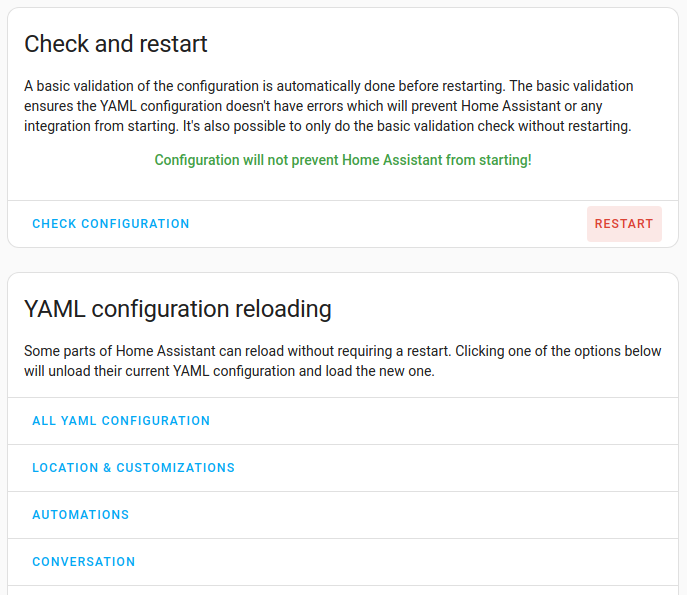 Check and restart
A basic validation of the configuration is automatically done before restarting. The basic validation
ensures the YAML configuration doesn't have errors which will prevent Home Assistant or any
integration from starting. It's also possible to only do the basic validation check without restarting.
Configuration will not prevent Home Assistant from starting!
CHECK CONFIGURATION
RESTART
YAML configuration reloading
Some parts of Home Assistant can reload without requiring a restart. Clicking one of the options below
will unload their current YAML configuration and load the new one.
ALL YAML CONFIGURATION
LOCATION & CUSTOMIZATIONS
AUTOMATIONS
CONVERSATION